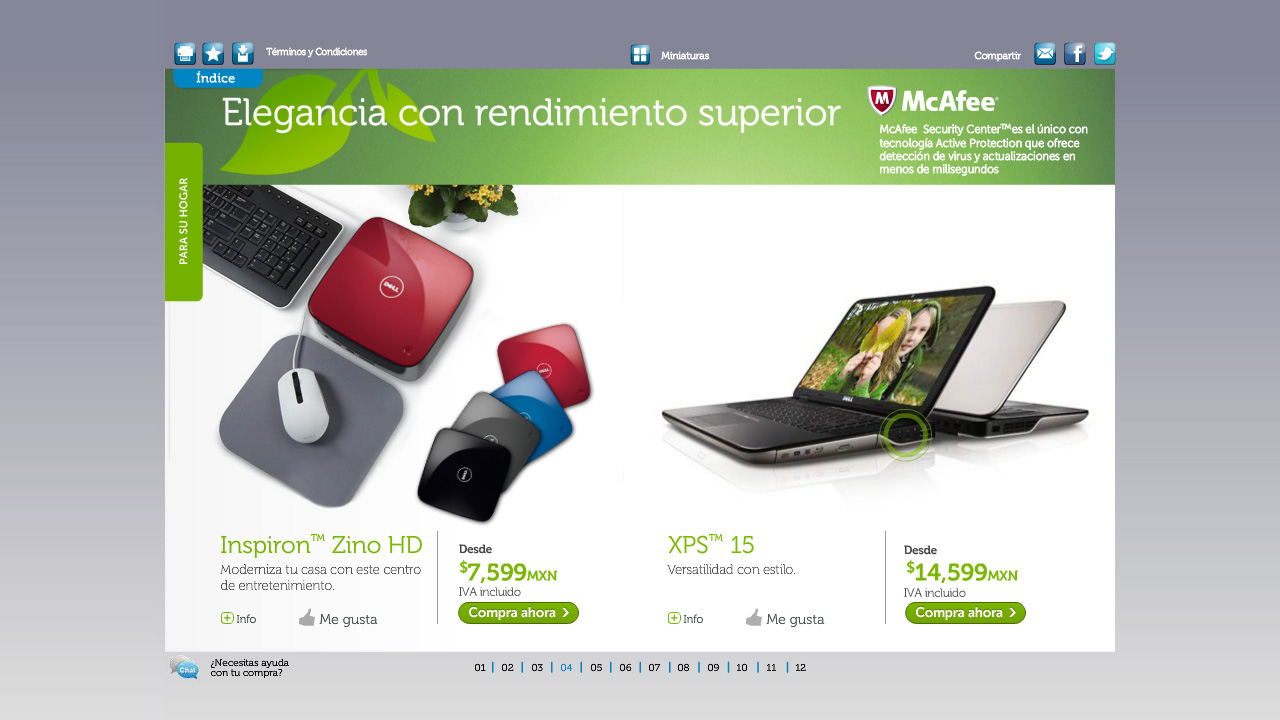 Términos y Condiciones
Miniaturas
Compartir
Índice
Elegancia con rendimiento superior
McAfee®
McAfee Security Center™es el único con
tecnología Active Protection que ofrece
detección de virus y actualizaciones en
menos de milisegundos
PARA SU HOGAR
DELL
DELL
DELL
Inspiron™ Zino HD
Moderniza tu casa con este centro
de entretenimiento.
Info
Me gusta
Desde
$7,599MXN
IVA incluido
Compra ahora
XPS™ 15
Versatilidad con estilo.
Info
Me gusta
Desde
$14,599MXN
IVA incluido
Compra ahora
Chat
¿Necesitas ayuda
con tu compra?
01 | 02 | 03 | 04 | 05 | 06 | 07 | 08 | 09 | 10 | 11 | 12